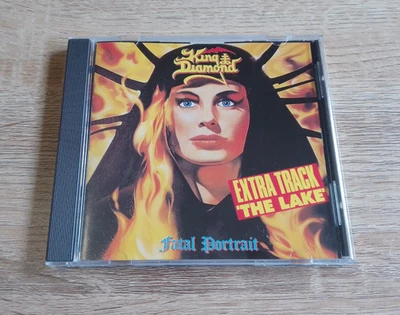 King
Diamond
EXTRA TRACK
'THE LAKE'
Fatal Portrait